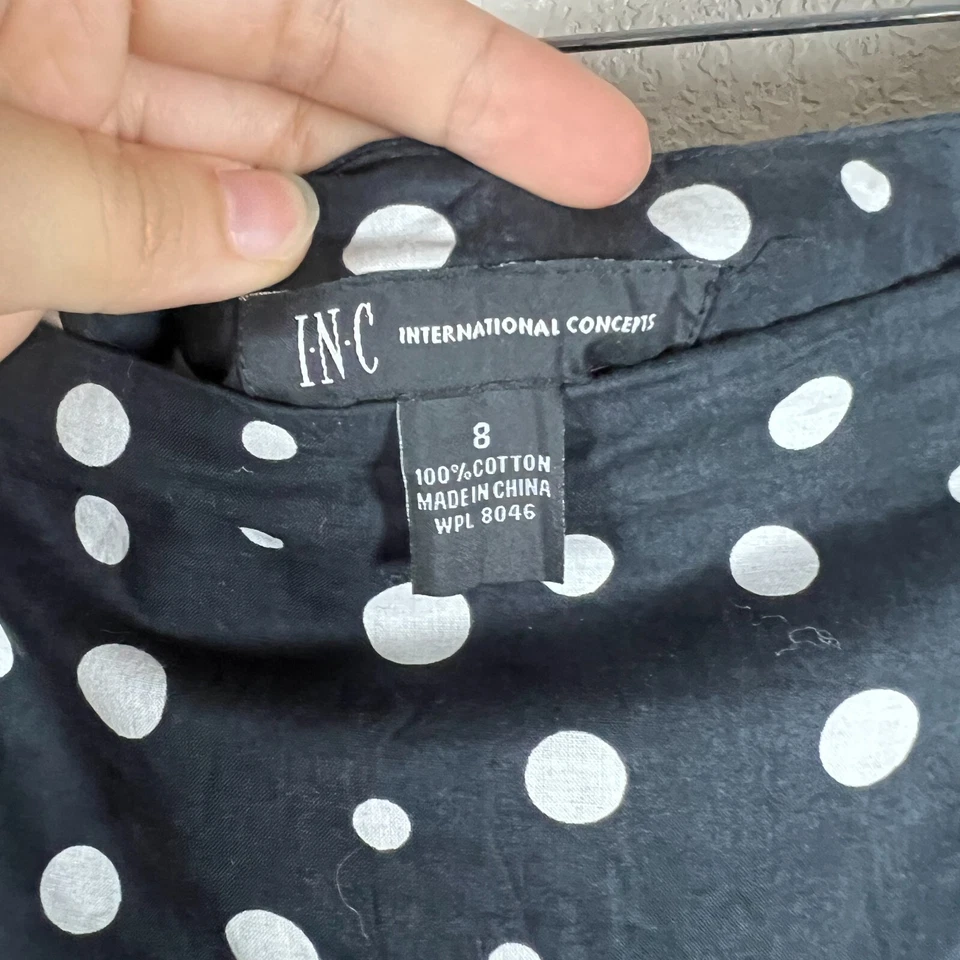 I·N·C INTERNATIONAL CONCEPTS
8
100% COTTON
MADE IN CHINA
WPL 8046